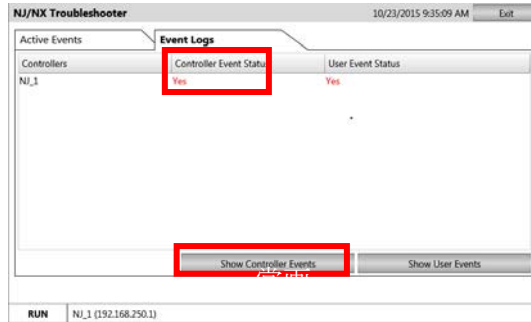 NJ/NX Troubleshooter 10/23/2015 9:35:09 AM Exit
Active Events Event Logs
Controllers Controller Event Status User Event Status
NJ_1 Yes Yes
Show Controller Events Show User Events
RUN NJ_1 (192.168.250.1)